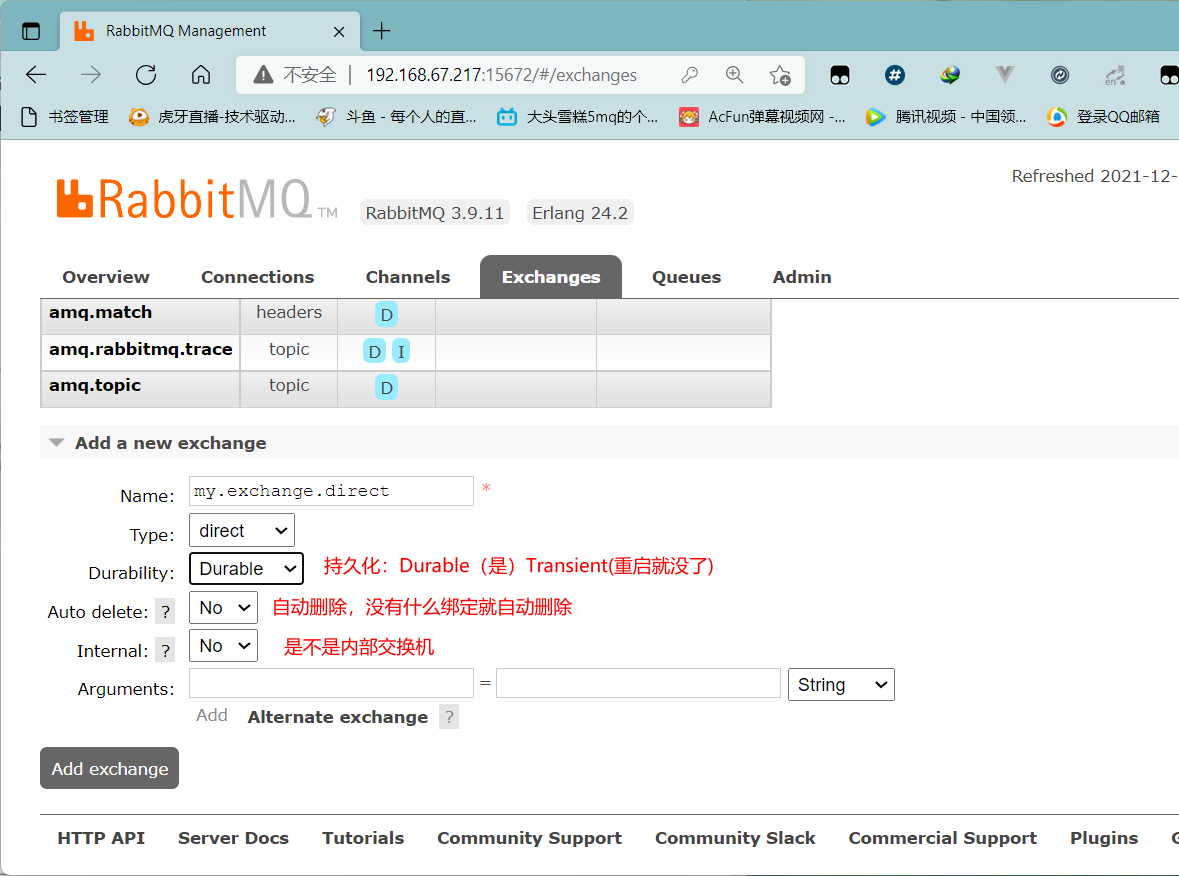 RabbitMQ Management
不安全 192.168.67.217:15672/#/exchanges
书签管理 虎牙直播-技术驱动... 斗鱼 - 每个人的直... 大头雪糕5mq的个... AcFun弹幕视频网 -... 腾讯视频 - 中国领... 登录QQ邮箱
Refreshed 2021-12-
RabbitMQ TM RabbitMQ 3.9.11 Erlang 24.2
Overview Connections Channels Exchanges Queues Admin
amq.match headers D
amq.rabbitmq.trace topic D I
amq.topic topic D
Add a new exchange
Name: my.exchange.direct *
Type: direct
Durability: Durable 持久化：Durable（是）Transient(重启就没了)
Auto delete: ? No 自动删除，没有什么绑定就自动删除
Internal: ? No 是不是内部交换机
Arguments: = String
Add Alternate exchange ?
Add exchange
HTTP API Server Docs Tutorials Community Support Community Slack Commercial Support Plugins